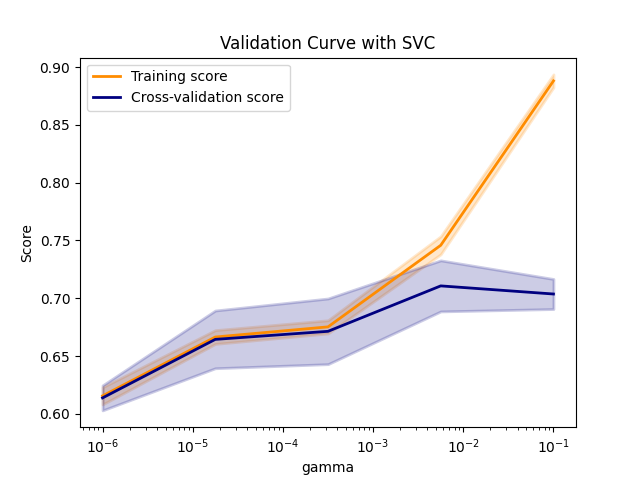 Validation Curve with SVC
Training score
Cross-validation score
Score
0.90
0.85
0.80
0.75
0.70
0.65
0.60
10⁻⁶ 10⁻⁵ 10⁻⁴ 10⁻³ 10⁻² 10⁻¹
gamma